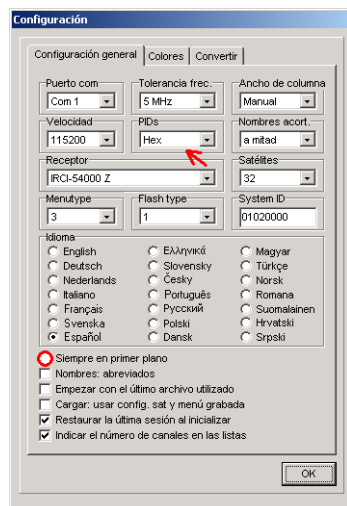 Configuración
Configuración general Colores Convertir
Puerto com Tolerancia frec. Ancho de columna
Com 1 5 MHz Manual
Velocidad PIDs Nombres acort.
115200 Hex a mitad
Receptor Satélites
IRCI-54000 Z 32
Menutype Flash type System ID
3 1 01020000
Idioma
English Ελληνικά Magyar
Deutsch Slovensky Türkçe
Nederlands Česky Norsk
Italiano Português Romana
Français Русский Suomalainen
Svenska Polski Hrvatski
Español Dansk Srpski
Siempre en primer plano
Nombres: abreviados
Empezar con el último archivo utilizado
Cargar: usar config. sat y menú grabada
Restaurar la última sesión al inicializar
Indicar el número de canales en las listas
OK